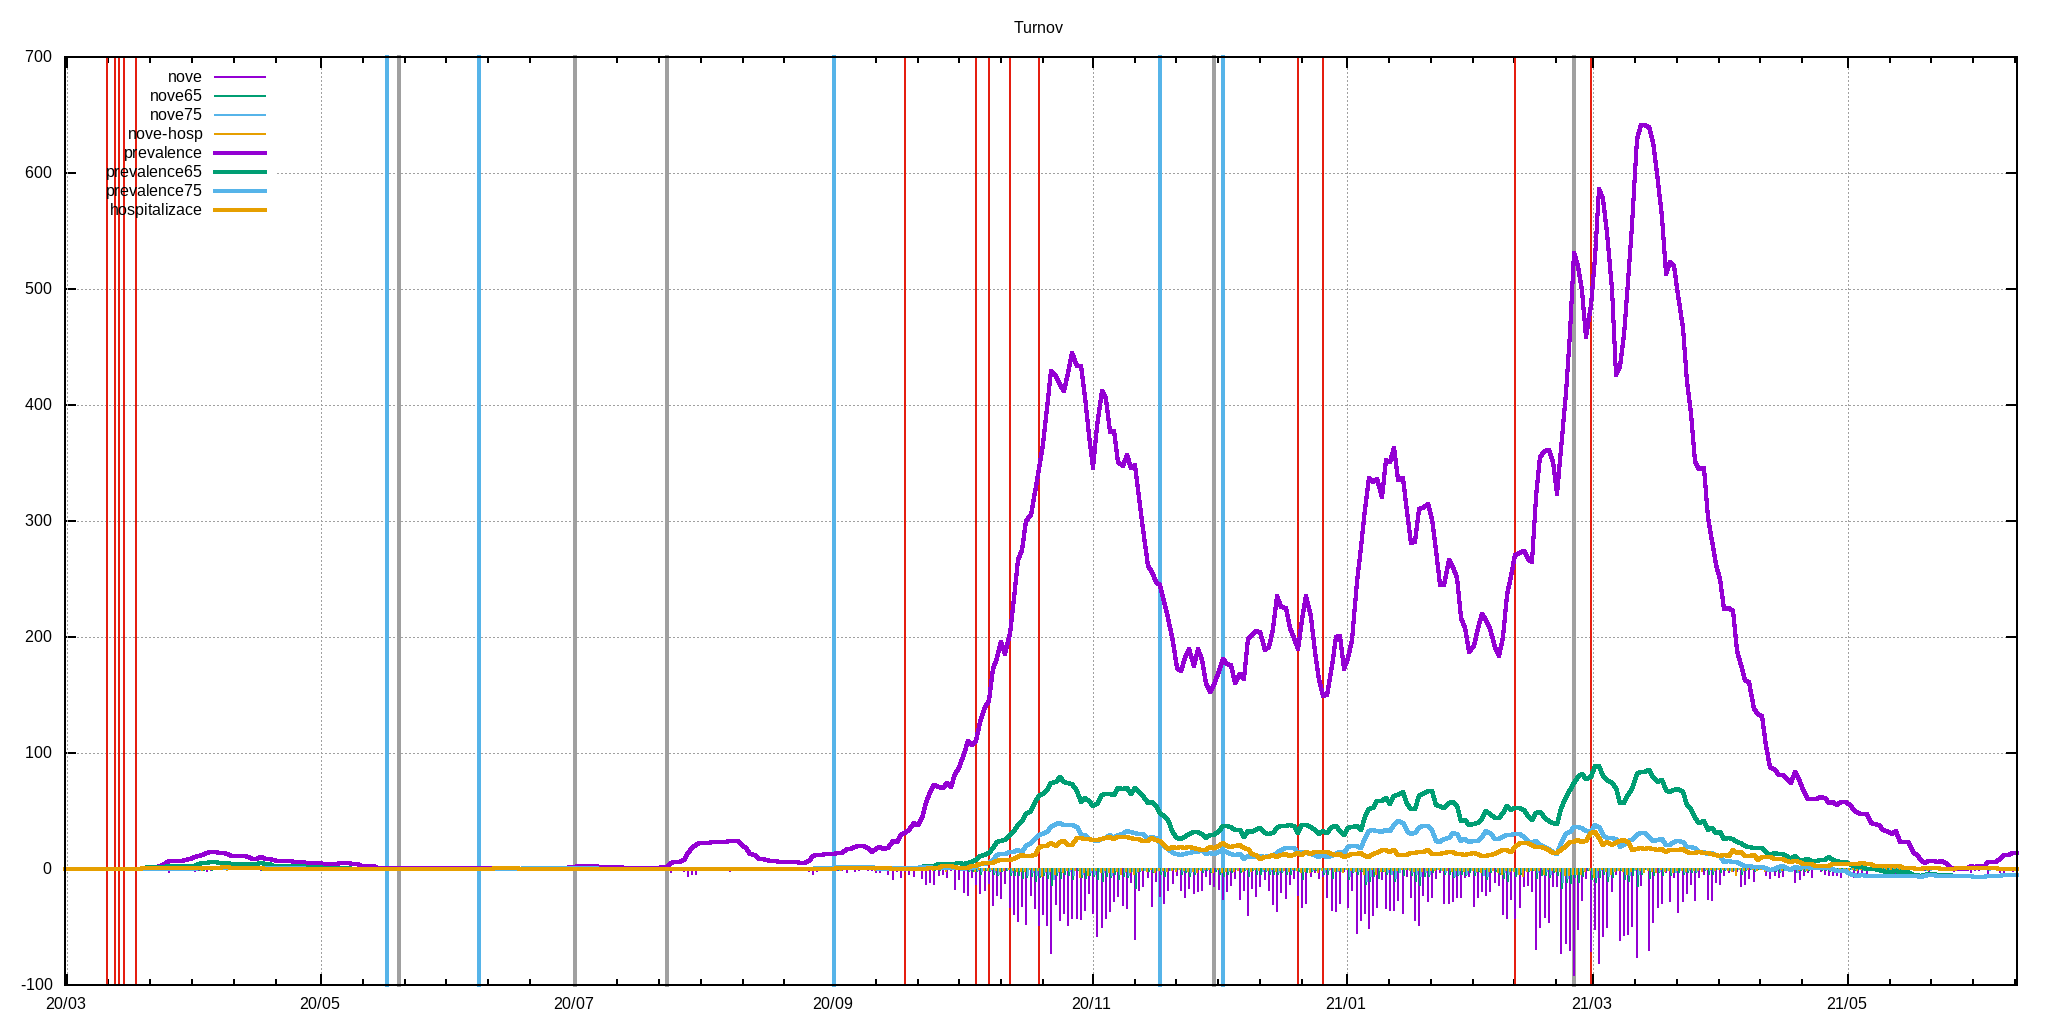 Turnov
700
600
500
400
300
200
100
0
-100
nove
nove65
nove75
nove-hosp
prevalence
prevalence65
prevalence75
hospitalizace
20/03 20/05 20/07 20/09 20/11 21/01 21/03 21/05